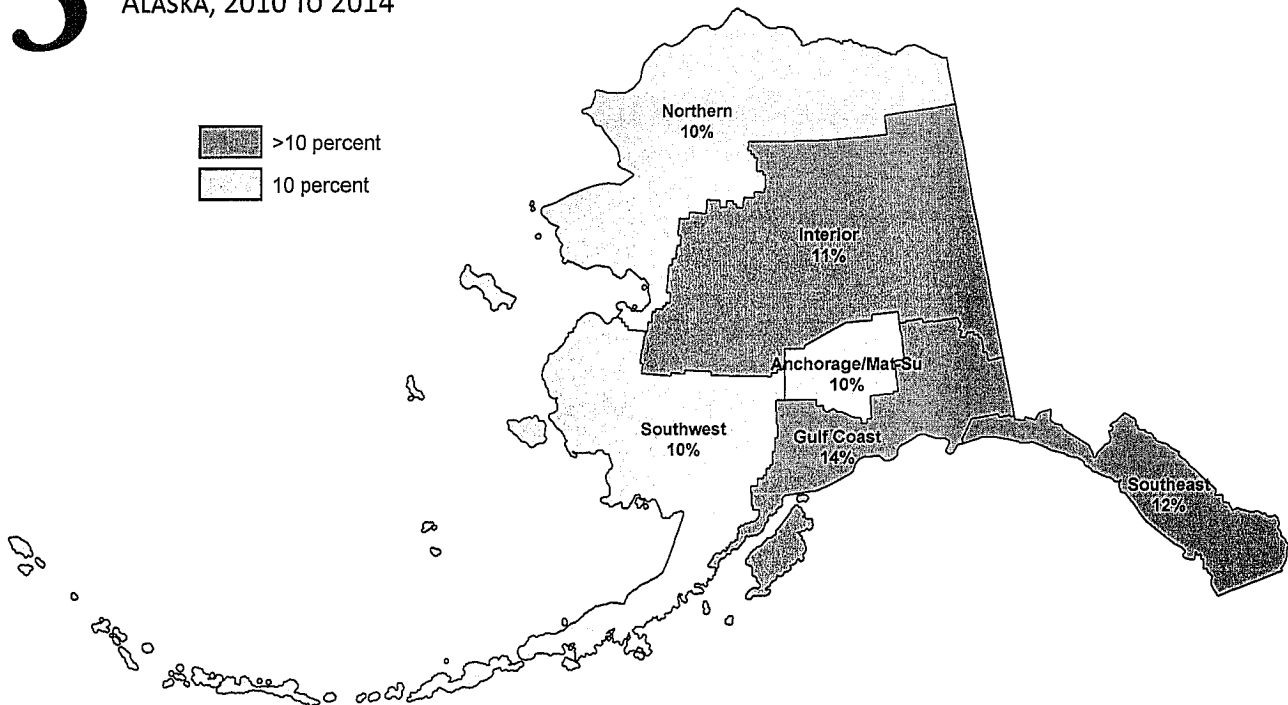 3
ALASKA, 2010 TO 2014
>10 percent
10 percent
Northern
10%
Interior
11%
Anchorage/Mat-Su
10%
Southwest
10%
Gulf Coast
14%
Southeast
12%